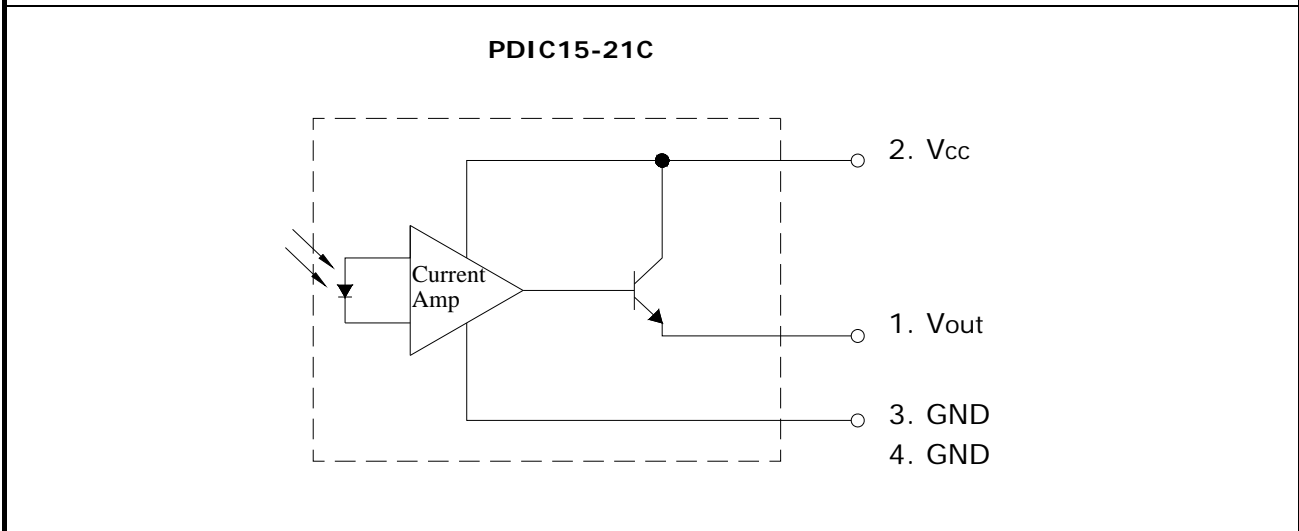 PDIC15-21C
2. Vcc
Current
Amp
1. Vout
3. GND
4. GND